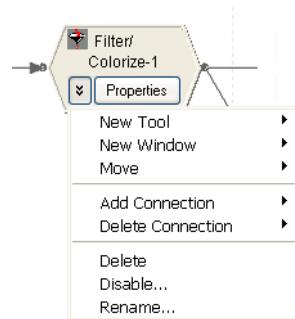 Filter/
Colorize-1
Properties
New Tool
New Window
Move
Add Connection
Delete Connection
Delete
Disable...
Rename...